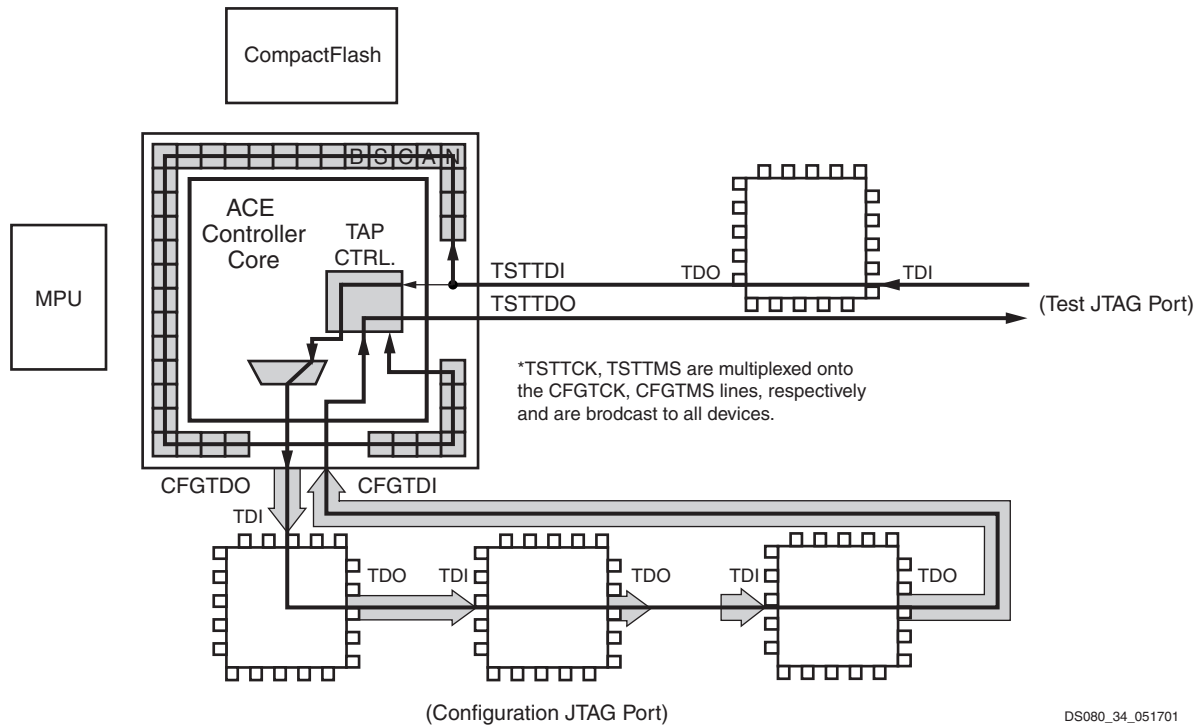 CompactFlash
BSCAN
ACE
Controller
Core
TAP
CTRL.
MPU
TSTTDI
TDO
TDI
TSTTDO
(Test JTAG Port)
*TSTTCK, TSTTMS are multiplexed onto
the CFGTCK, CFGTMS lines, respectively
and are brodcast to all devices.
CFGTDO
CFGTDI
TDI
TDO
TDI
TDO
TDI
TDO
(Configuration JTAG Port)
DS080_34_051701